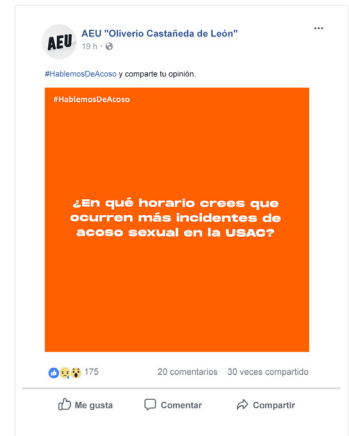 AEU
AEU "Oliverio Castañeda de León"
19 h ·
#HablemosDeAcoso y comparte tu opinión.
#HablemosDeAcoso
¿En qué horario crees que
ocurren más incidentes de
acoso sexual en la USAC?
175 20 comentarios 30 veces compartido
Me gusta Comentar Compartir